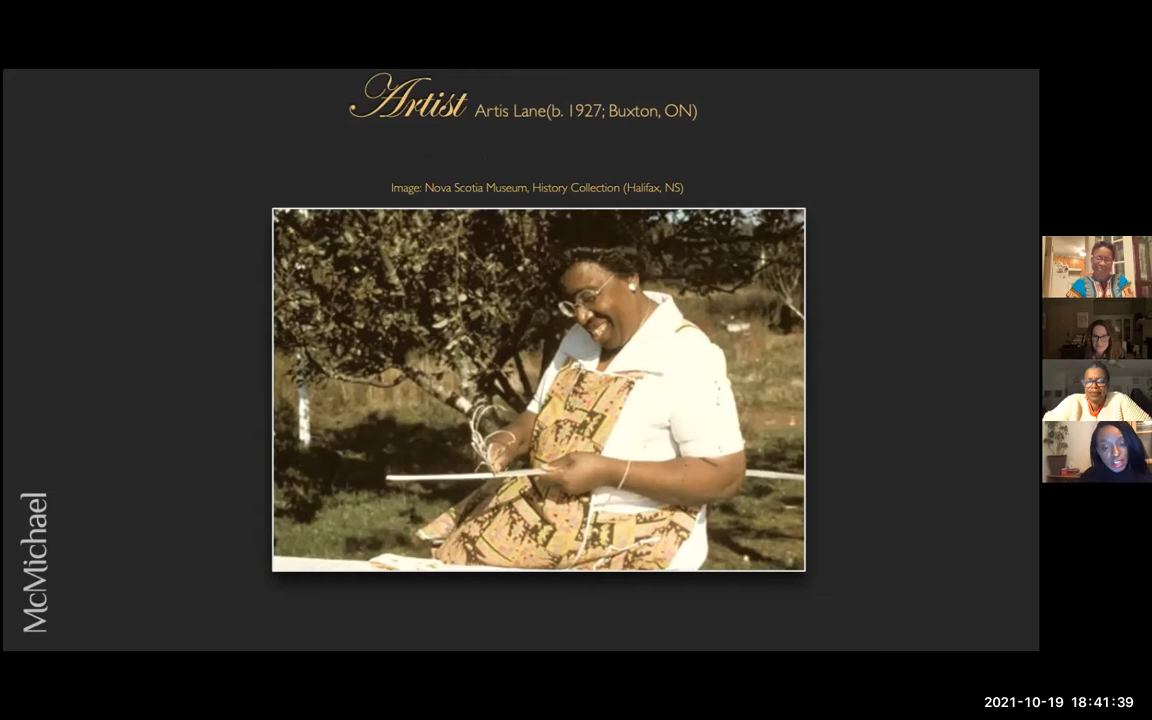 Artist Artis Lane(b. 1927; Buxton, ON)
Image: Nova Scotia Museum, History Collection (Halifax, NS)
McMichael
2021-10-19 18:41:39